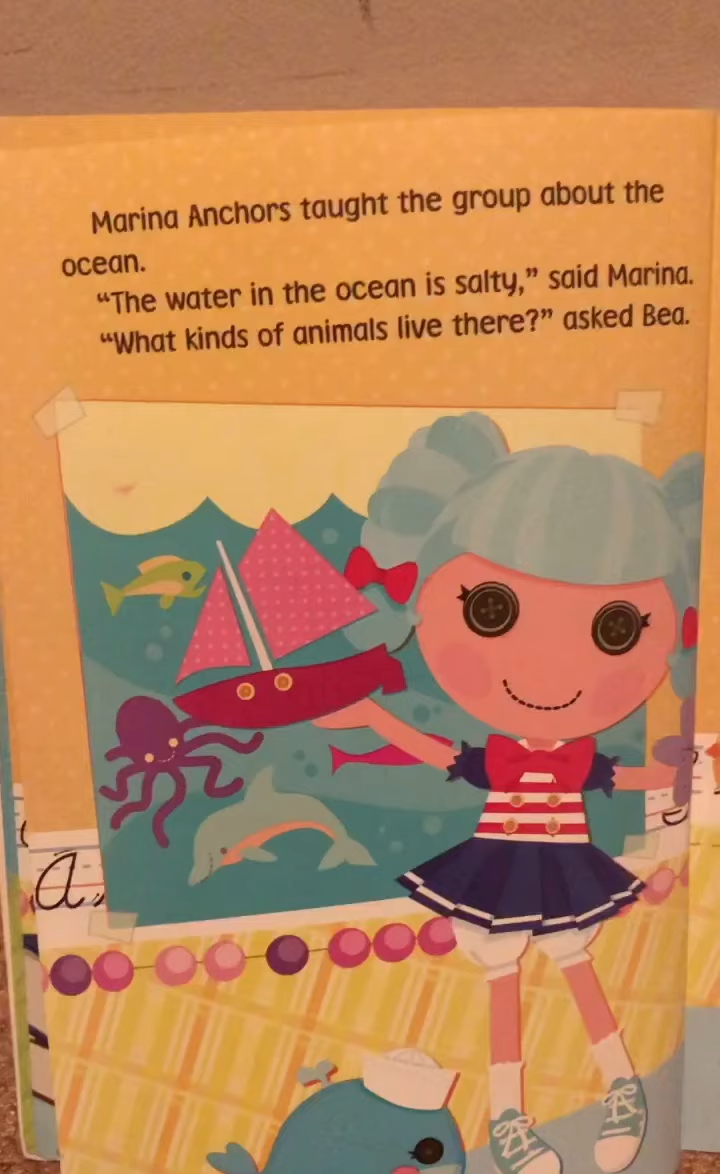 Marina Anchors taught the group about the
ocean.
“The water in the ocean is salty,” said Marina.
“What kinds of animals live there?” asked Bea.
a